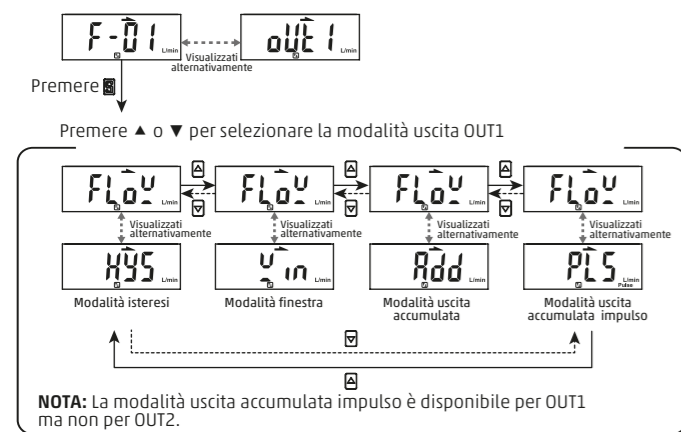 F-01 L/min
oUt1 L/min
Visualizzati
alternativamente
Premere S
Premere ▲ o ▼ per selezionare la modalità uscita OUT1
FLoW L/min
FLoW L/min
FLoW L/min
FLoW L/min
Visualizzati
alternativamente
Visualizzati
alternativamente
Visualizzati
alternativamente
Visualizzati
alternativamente
HYS L/min
Win L/min
Add L/min
PLS L/min Pulse
Modalità isteresi
Modalità finestra
Modalità uscita
accumulata
Modalità uscita
accumulata impulso
NOTA: La modalità uscita accumulata impulso è disponibile per OUT1
ma non per OUT2.